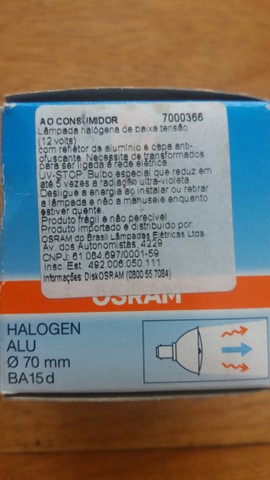 AO CONSUMIDOR 7000366
Lâmpada halógena de baixa tensão
(12 volts)
com refletor da alumínio e capa anti-
ofuscante. Necessita de transformados
para ser ligada à rede elétrica
UV-STOP: Bulbo especial que reduz em
até 5 vezes a radiação ultra-violeta
Desligue a energia ao instalar ou retirar
a lâmpada e não a manuseie enquanto
estiver quente.
Produto frágil e não perecível
Produto importado e distribuído por:
OSRAM do Brasil Lâmpadas Elétricas Ltda.
Av. dos Autonomistas, 4229
CNPJ: 61.064.697/0001-59
Insc. Est. 492.006.050.111
Informações: DiskOSRAM (0800 55 7084)
OSRAM
HALOGEN
ALU
Ø 70 mm
BA15d